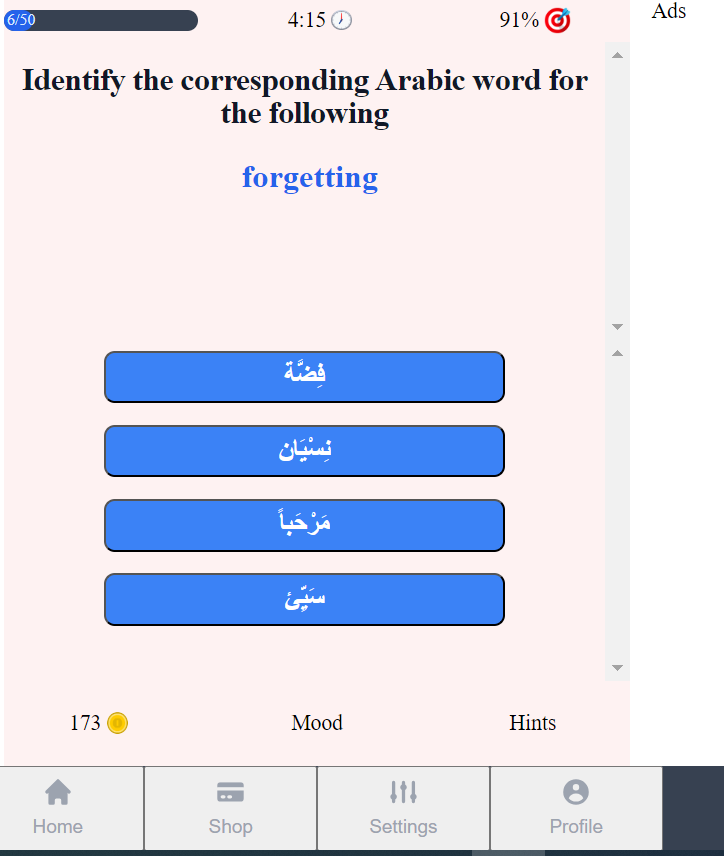 6/50
4:15
91%
Ads
Identify the corresponding Arabic word for
the following
forgetting
فِضَّة
نِسْيَان
مَرْحَباً
سَيِّئ
173
Mood
Hints
Home
Shop
Settings
Profile